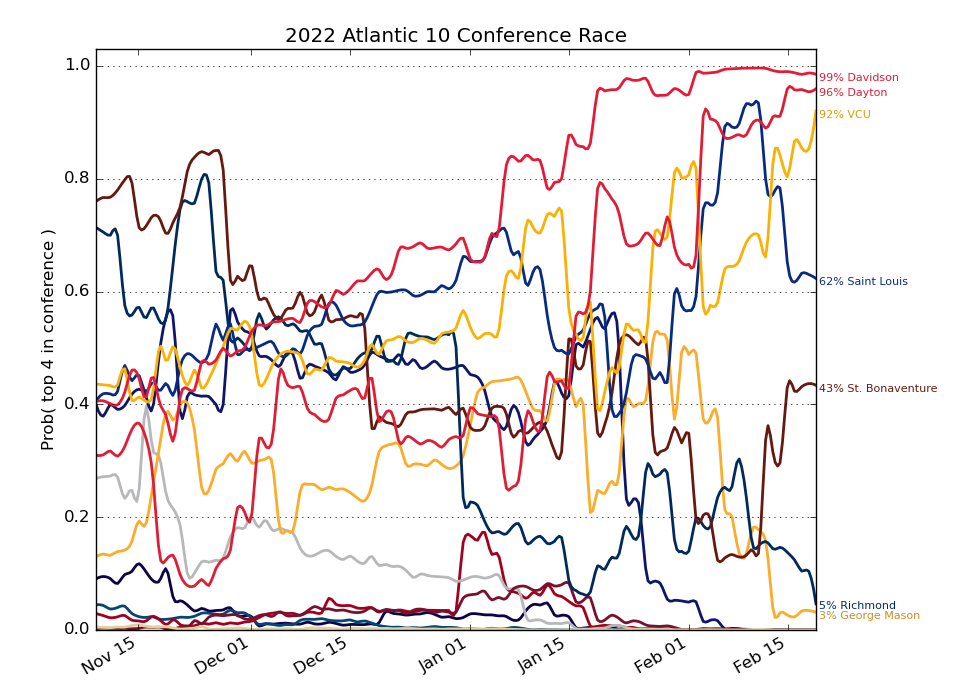 2022 Atlantic 10 Conference Race
Prob( top 4 in conference )
1.0
0.8
0.6
0.4
0.2
0.0
Nov 15
Dec 01
Dec 15
Jan 01
Jan 15
Feb 01
Feb 15
99% Davidson
96% Dayton
92% VCU
62% Saint Louis
43% St. Bonaventure
5% Richmond
3% George Mason